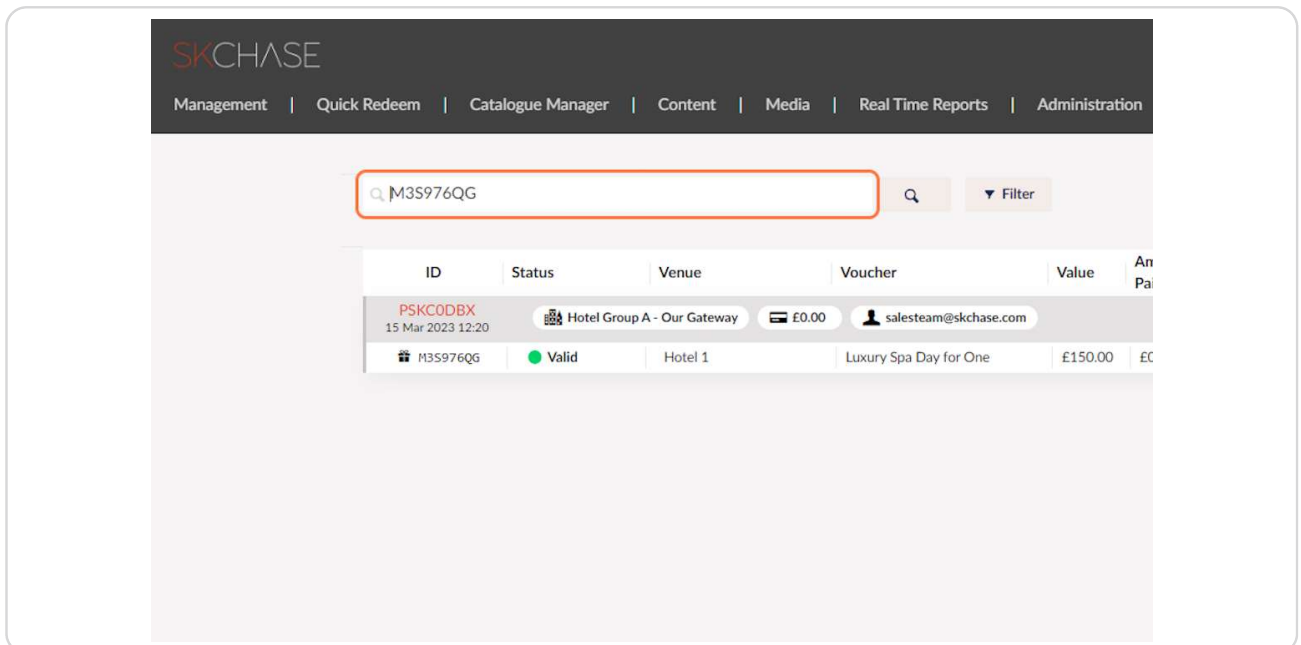 SKCHASE
Management | Quick Redeem | Catalogue Manager | Content | Media | Real Time Reports | Administration
M3S976QG
Filter
ID Status Venue Voucher Value
PSKC0DBX
15 Mar 2023 12:20
Hotel Group A - Our Gateway £0.00 salesteam@skchase.com
M3S976QG Valid Hotel 1 Luxury Spa Day for One £150.00